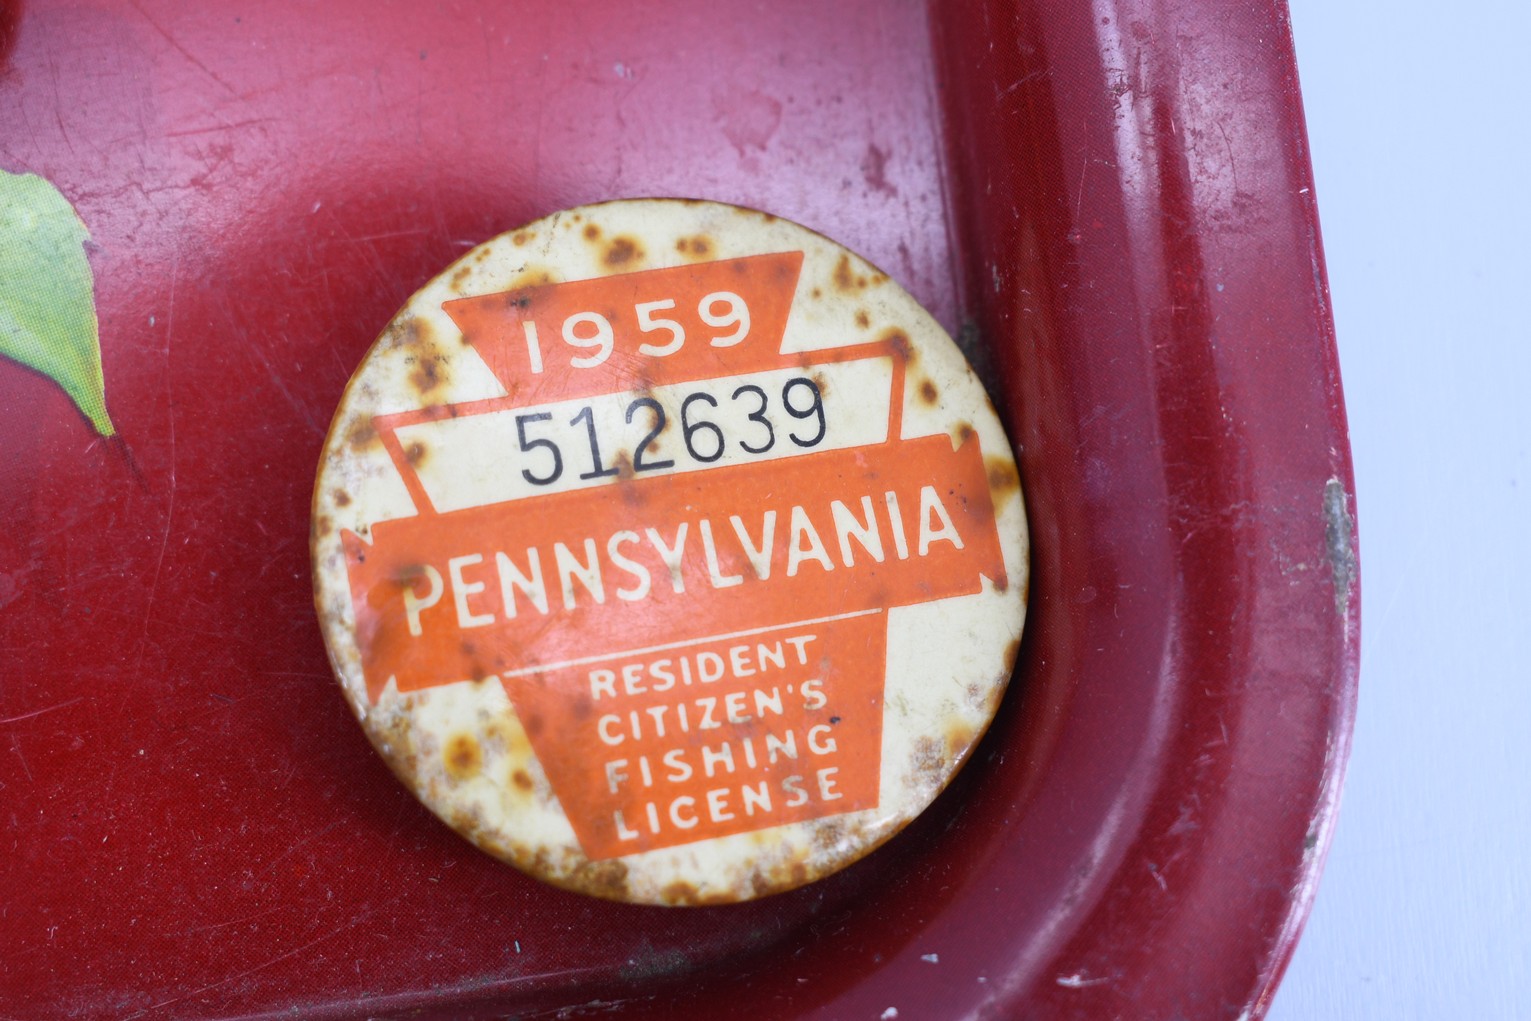 1959
512639
PENNSYLVANIA
RESIDENT
CITIZEN'S
FISHING
LICENSE